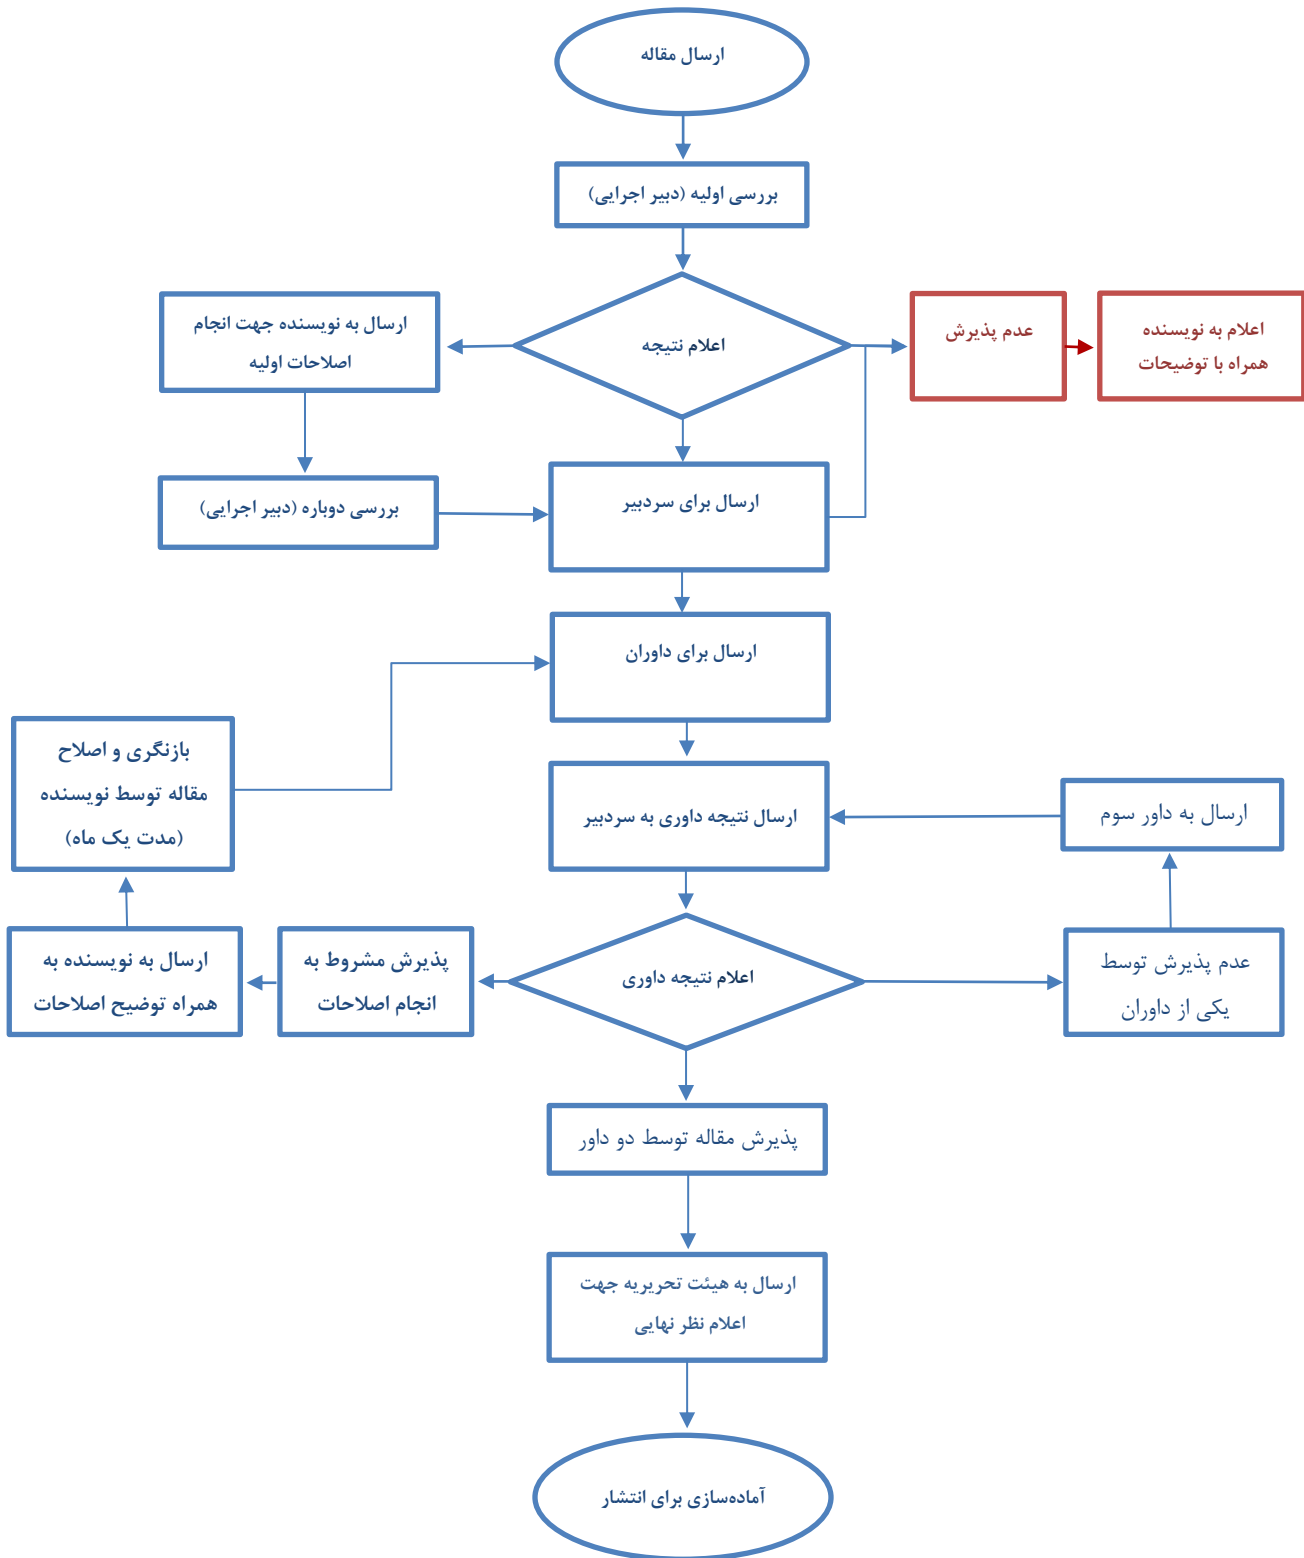 ارسال مقاله
بررسی اولیه (دبیر اجرایی)
اعلام نتیجه
عدم پذیرش
اعلام به نویسنده
همراه با توضیحات
ارسال به نویسنده جهت انجام
اصلاحات اولیه
بررسی دوباره (دبیر اجرایی)
ارسال برای سردبیر
ارسال برای داوران
بازنگری و اصلاح
مقاله توسط نویسنده
(مدت یک ماه)
ارسال نتیجه داوری به سردبیر
ارسال به داور سوم
عدم پذیرش توسط
یکی از داوران
اعلام نتیجه داوری
پذیرش مشروط به
انجام اصلاحات
ارسال به نویسنده به
همراه توضیح اصلاحات
پذیرش مقاله توسط دو داور
ارسال به هیئت تحریریه جهت
اعلام نظر نهایی
آماده‌سازی برای انتشار